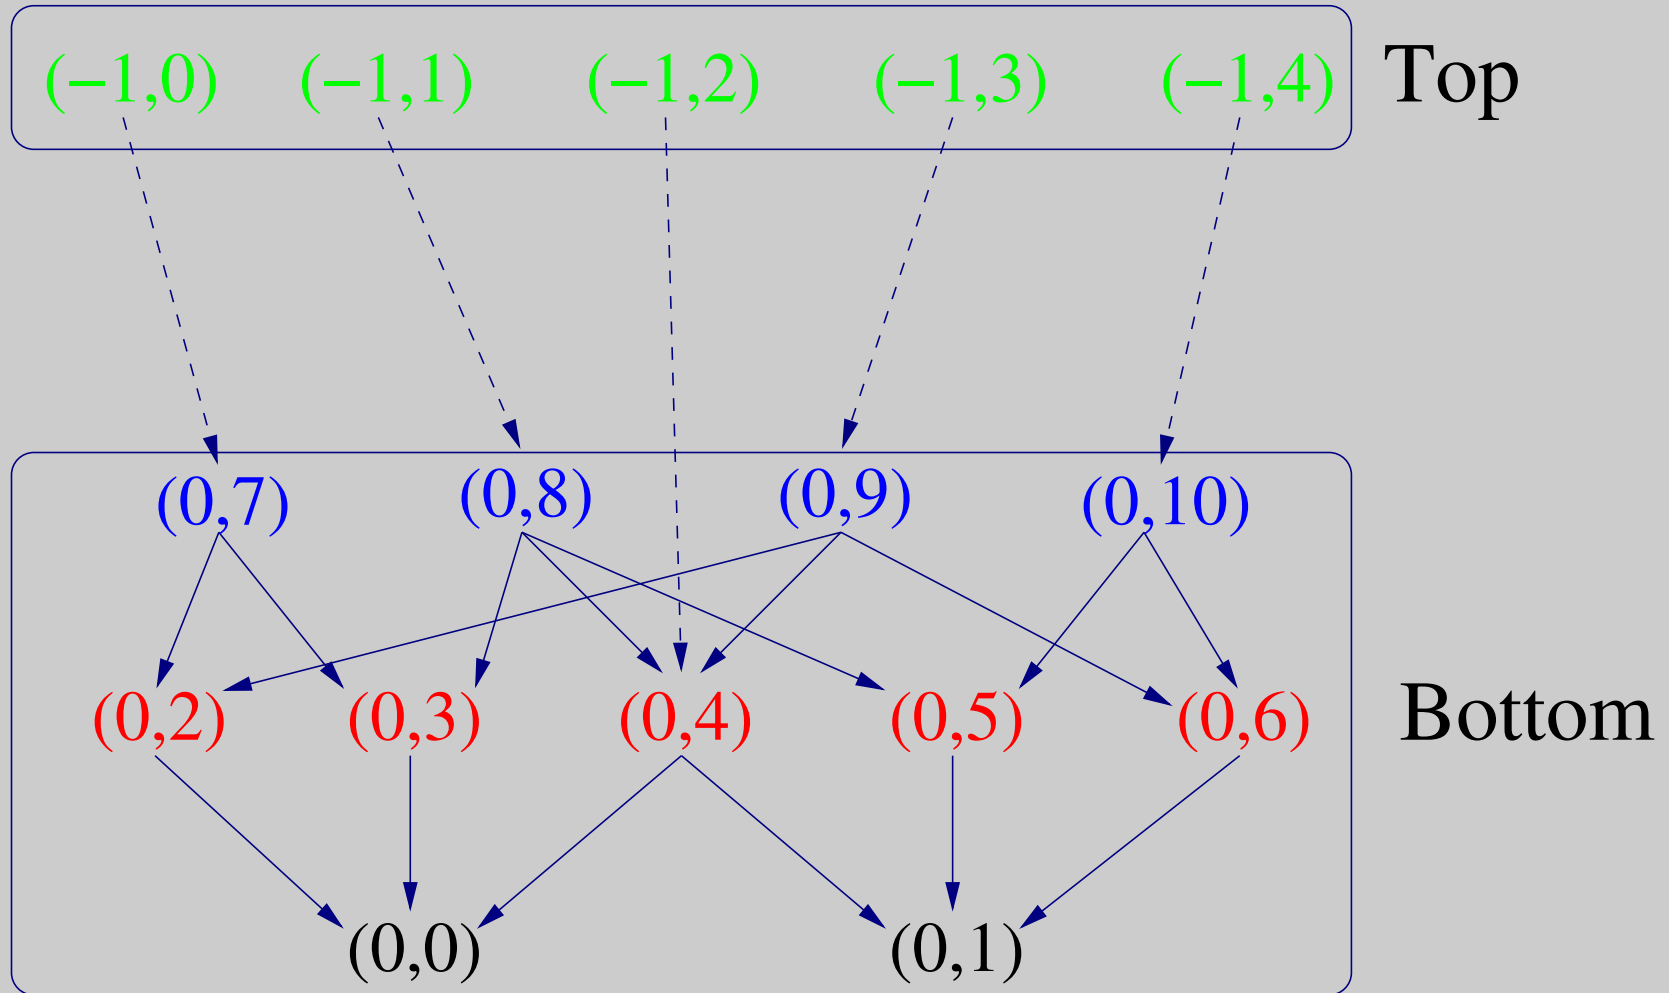 (−1,0) (−1,1) (−1,2) (−1,3) (−1,4) Top
(0,7) (0,8) (0,9) (0,10)
(0,2) (0,3) (0,4) (0,5) (0,6) Bottom
(0,0) (0,1)